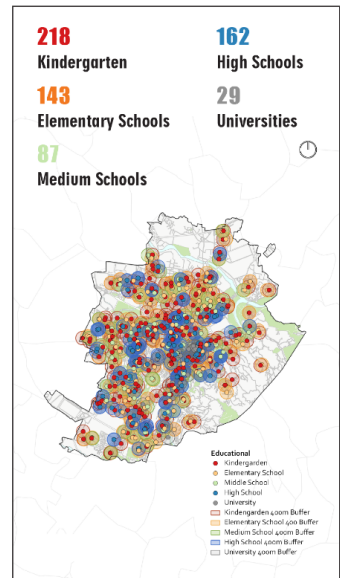 218
Kindergarten
162
High Schools
143
Elementary Schools
29
Universities
87
Medium Schools
Educational
Kindergarten
Elementary School
Middle School
High School
University
Kindergarten 400m Buffer
Elementary School 400 Buffer
Medium School 400m Buffer
High School 400m Buffer
University 400m Buffer